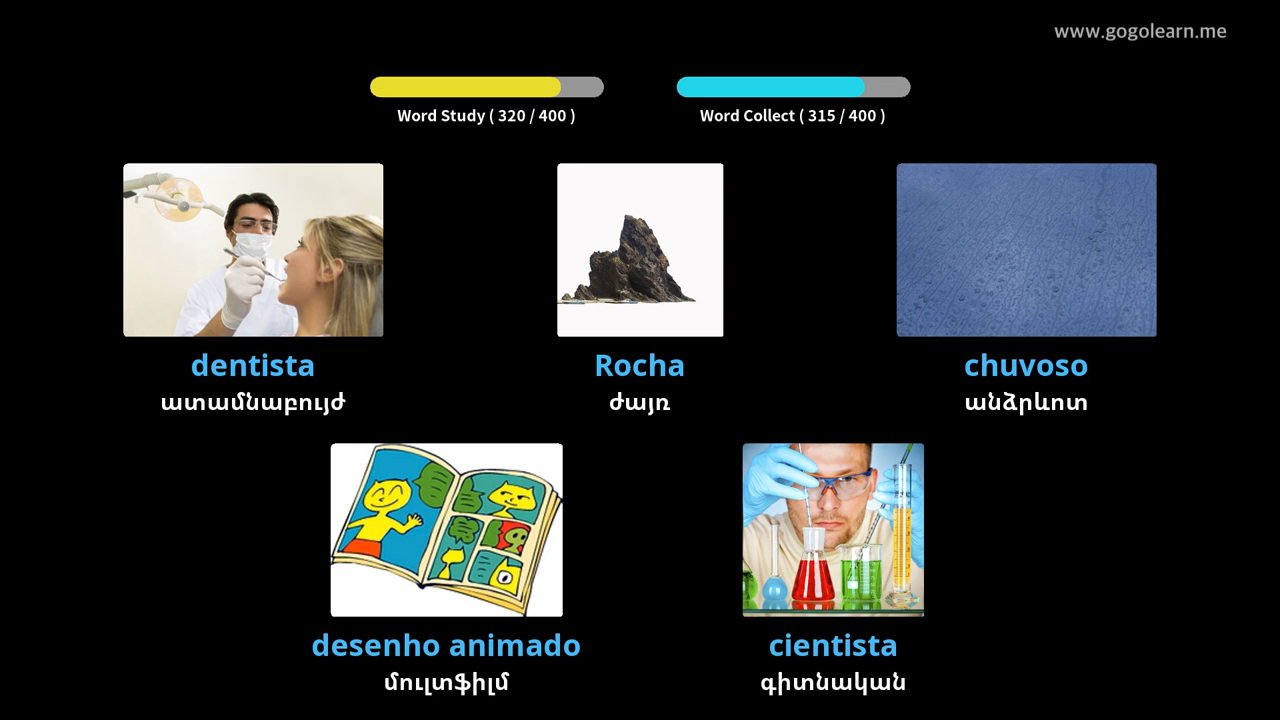 www.gogolearn.me
Word Study ( 320 / 400 )
Word Collect ( 315 / 400 )
dentista
ատամնաբույժ
Rocha
ժայռ
chuvoso
անձրևոտ
desenho animado
մուլտֆիլմ
cientista
գիտնական